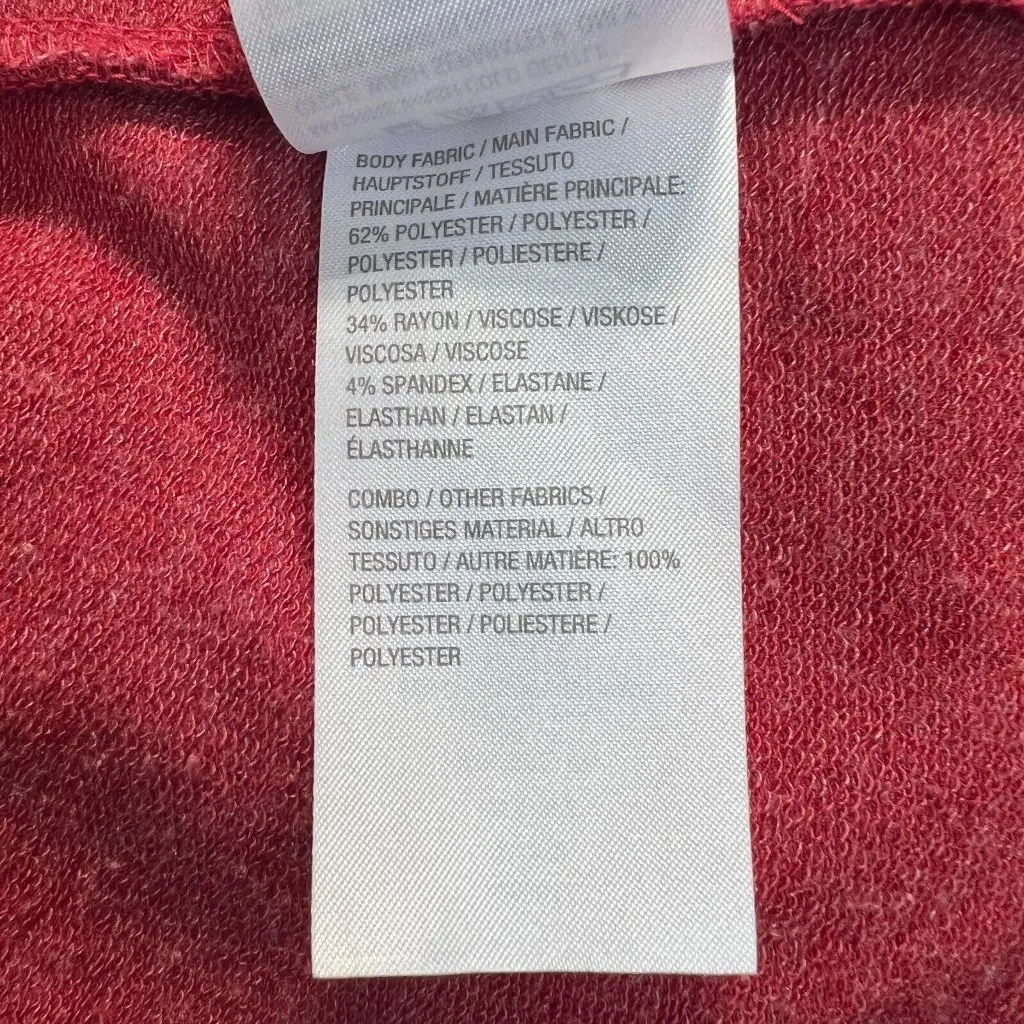 BODY FABRIC / MAIN FABRIC /
HAUPTSTOFF / TESSUTO
PRINCIPALE / MATIÈRE PRINCIPALE:
62% POLYESTER / POLYESTER /
POLYESTER / POLIESTERE /
POLYESTER
34% RAYON / VISCOSE / VISKOSE /
VISCOSA / VISCOSE
4% SPANDEX / ELASTANE /
ELASTHAN / ELASTAN /
ÉLASTHANNE
COMBO / OTHER FABRICS /
SONSTIGES MATERIAL / ALTRO
TESSUTO / AUTRE MATIÈRE: 100%
POLYESTER / POLYESTER /
POLYESTER / POLIESTERE /
POLYESTER